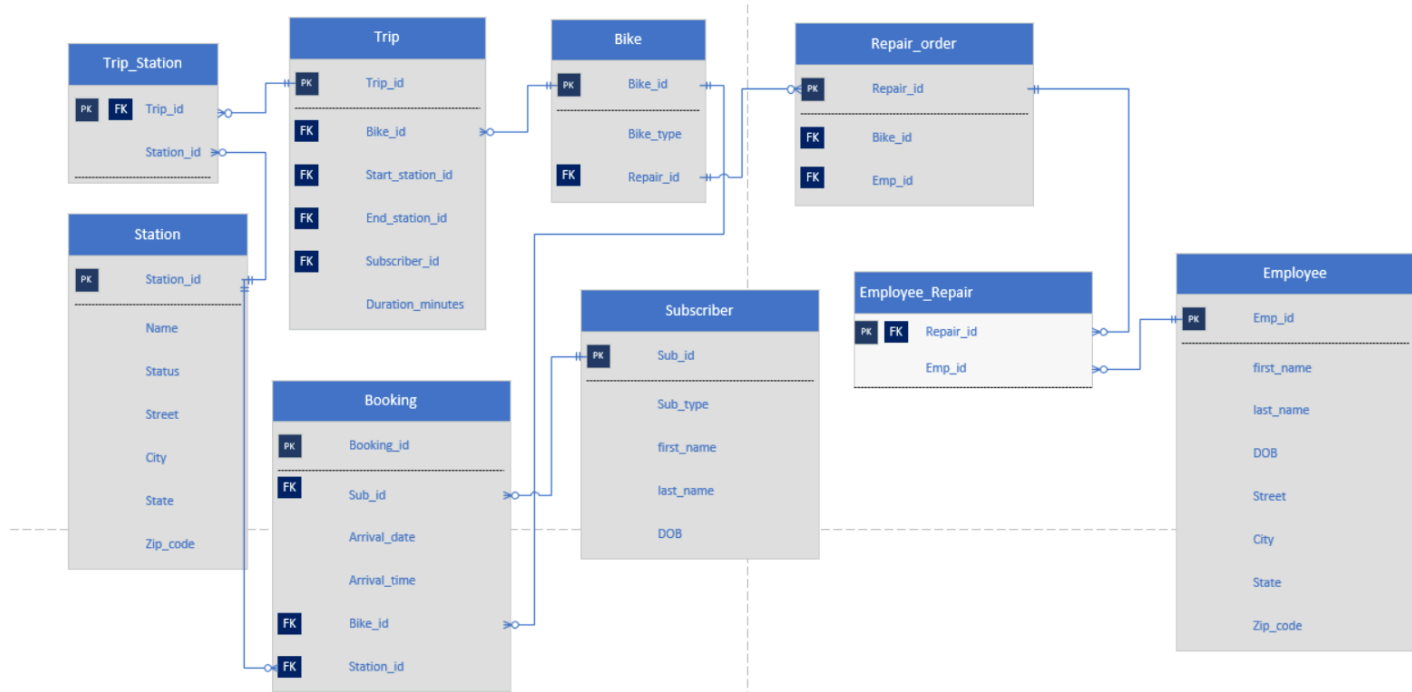 Trip_Station
PK FK Trip_id
Station_id
Trip
PK Trip_id
FK Bike_id
FK Start_station_id
FK End_station_id
FK Subscriber_id
Duration_minutes
Bike
PK Bike_id
Bike_type
FK Repair_id
Repair_order
PK Repair_id
FK Bike_id
FK Emp_id
Station
PK Station_id
Name
Status
Street
City
State
Zip_code
Booking
PK Booking_id
FK Sub_id
Arrival_date
Arrival_time
FK Bike_id
FK Station_id
Subscriber
PK Sub_id
Sub_type
first_name
last_name
DOB
Employee_Repair
PK FK Repair_id
Emp_id
Employee
PK Emp_id
first_name
last_name
DOB
Street
City
State
Zip_code